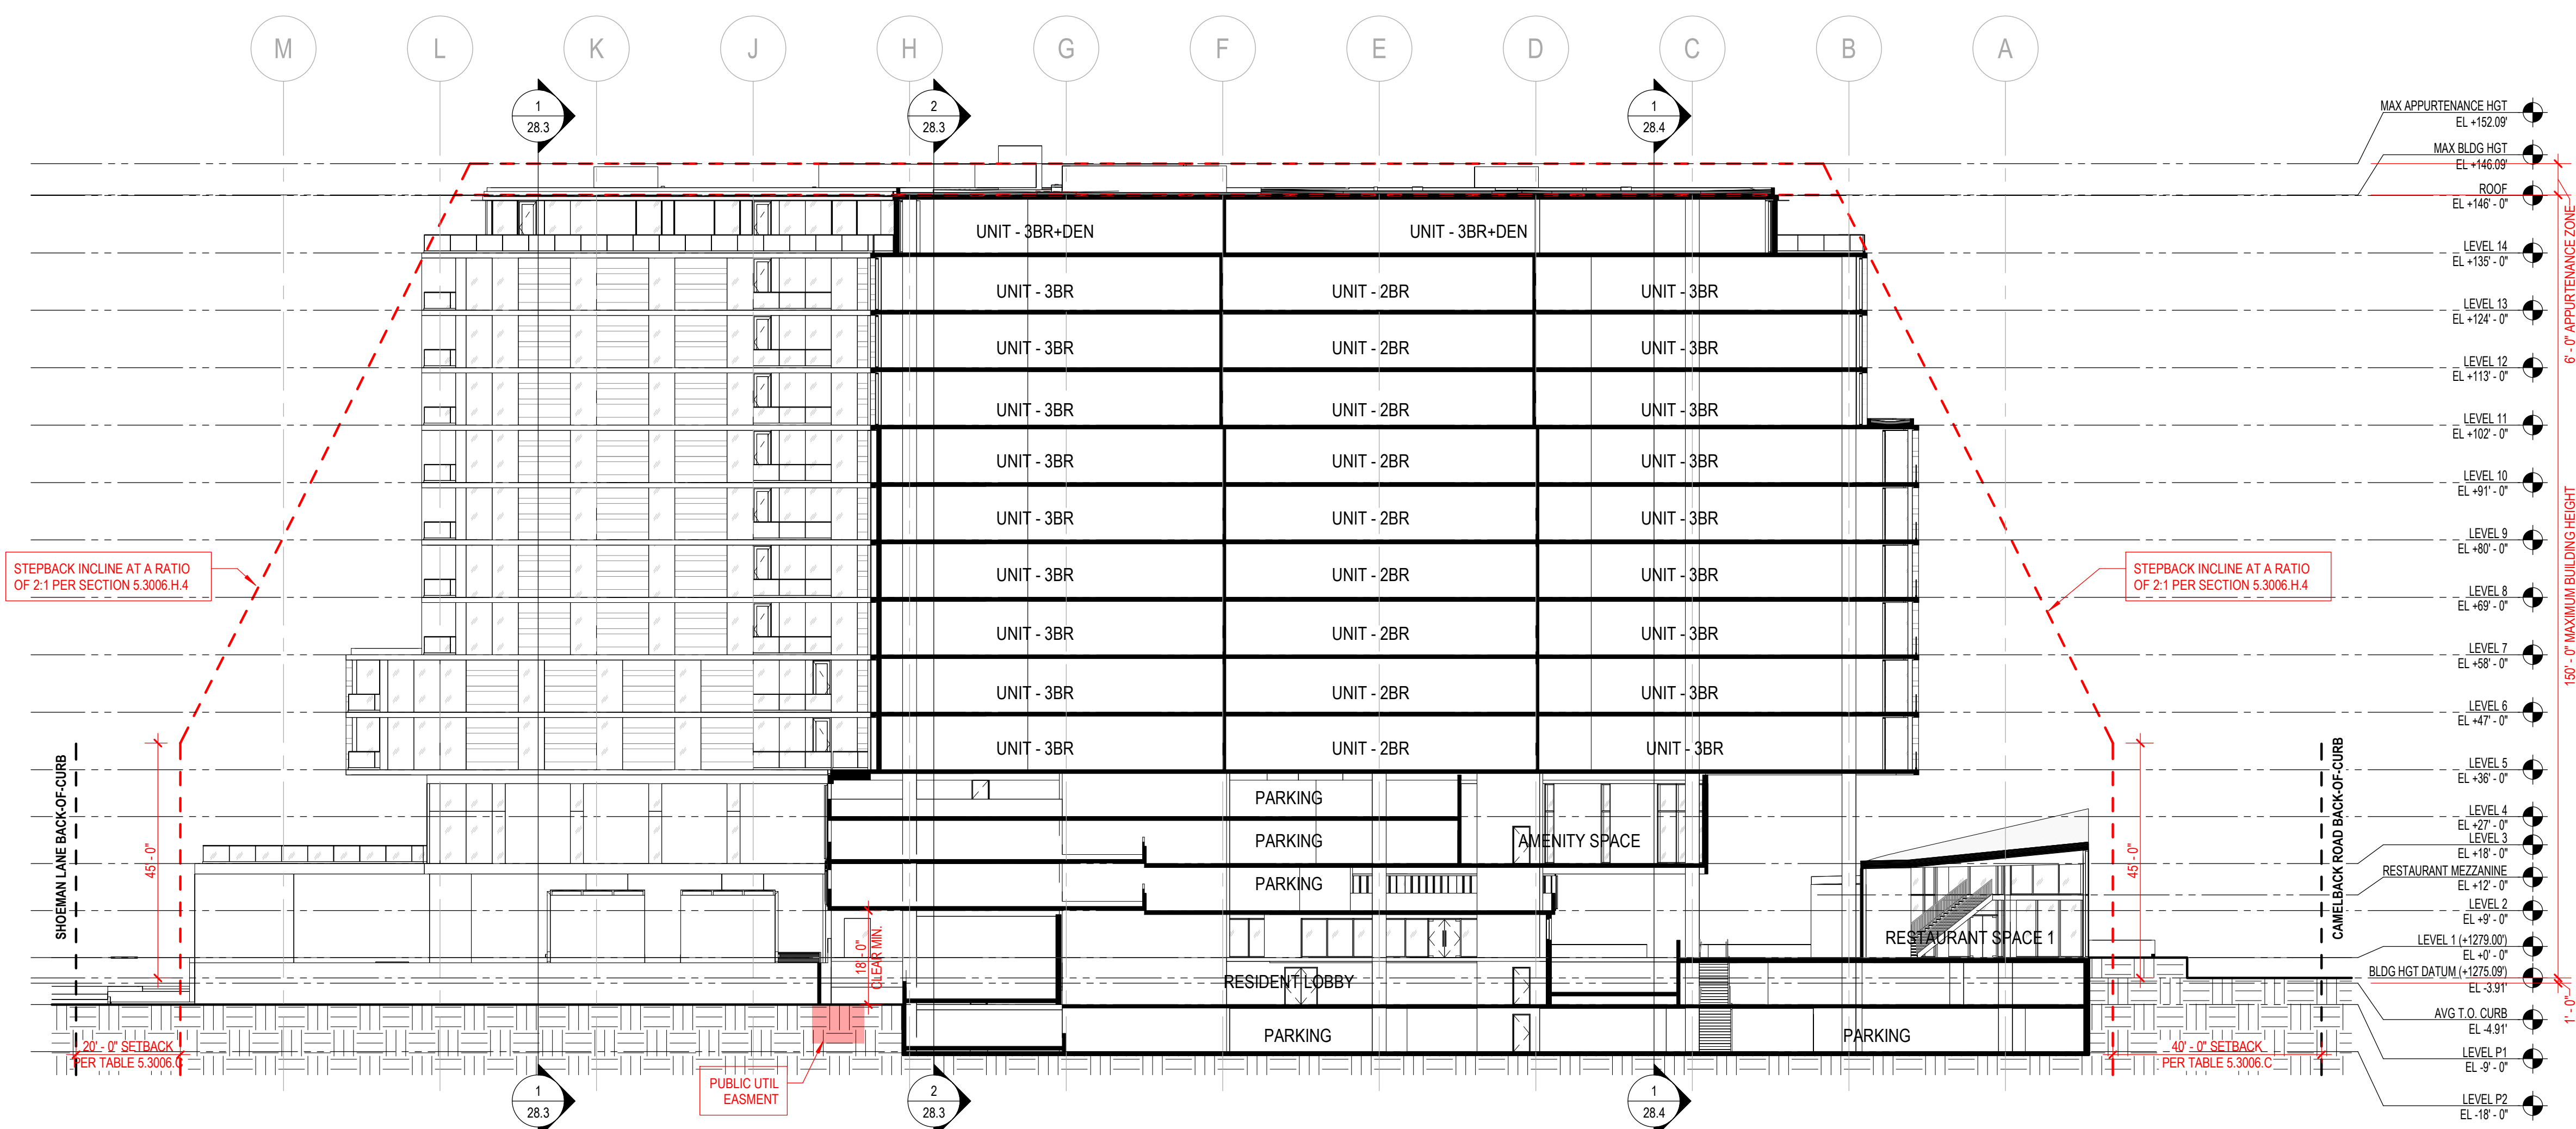 M L K J H G F E D C B A
1
28.3
2
28.3
1
28.4
MAX APPURTENANCE HGT
EL +152.09'
MAX BLDG HGT
EL +146.09'
ROOF
EL +146' - 0"
LEVEL 14
EL +135' - 0"
LEVEL 13
EL +124' - 0"
LEVEL 12
EL +113' - 0"
LEVEL 11
EL +102' - 0"
LEVEL 10
EL +91' - 0"
LEVEL 9
EL +80' - 0"
LEVEL 8
EL +69' - 0"
LEVEL 7
EL +58' - 0"
LEVEL 6
EL +47' - 0"
LEVEL 5
EL +36' - 0"
LEVEL 4
EL +27' - 0"
LEVEL 3
EL +18' - 0"
RESTAURANT MEZZANINE
EL +12' - 0"
LEVEL 2
EL +9' - 0"
LEVEL 1 (+1279.00')
EL +0' - 0"
BLDG HGT DATUM (+1275.09')
EL -3.91'
AVG T.O. CURB
EL -4.91'
LEVEL P1
EL -9' - 0"
LEVEL P2
EL -18' - 0"
6' - 0" APPURTENANCE ZONE
150' - 0" MAXIMUM BUILDING HEIGHT
1' - 0"
UNIT - 3BR+DEN UNIT - 3BR+DEN
UNIT - 3BR UNIT - 2BR UNIT - 3BR
UNIT - 3BR UNIT - 2BR UNIT - 3BR
UNIT - 3BR UNIT - 2BR UNIT - 3BR
UNIT - 3BR UNIT - 2BR UNIT - 3BR
UNIT - 3BR UNIT - 2BR UNIT - 3BR
UNIT - 3BR UNIT - 2BR UNIT - 3BR
UNIT - 3BR UNIT - 2BR UNIT - 3BR
UNIT - 3BR UNIT - 2BR UNIT - 3BR
UNIT - 3BR UNIT - 2BR UNIT - 3BR
STEPBACK INCLINE AT A RATIO
OF 2:1 PER SECTION 5.3006.H.4
STEPBACK INCLINE AT A RATIO
OF 2:1 PER SECTION 5.3006.H.4
SHOEMAN LANE BACK-OF-CURB
45' - 0"
PARKING
PARKING
AMENITY SPACE
PARKING
18' - 0"
CLEAR MIN.
RESTAURANT SPACE 1
RESIDENT LOBBY
PARKING
PARKING
45' - 0"
CAMELBACK ROAD BACK-OF-CURB
20' - 0" SETBACK
PER TABLE 5.3006.C
40' - 0" SETBACK
PER TABLE 5.3006.C
PUBLIC UTIL
EASMENT
1
28.3
2
28.3
1
28.4